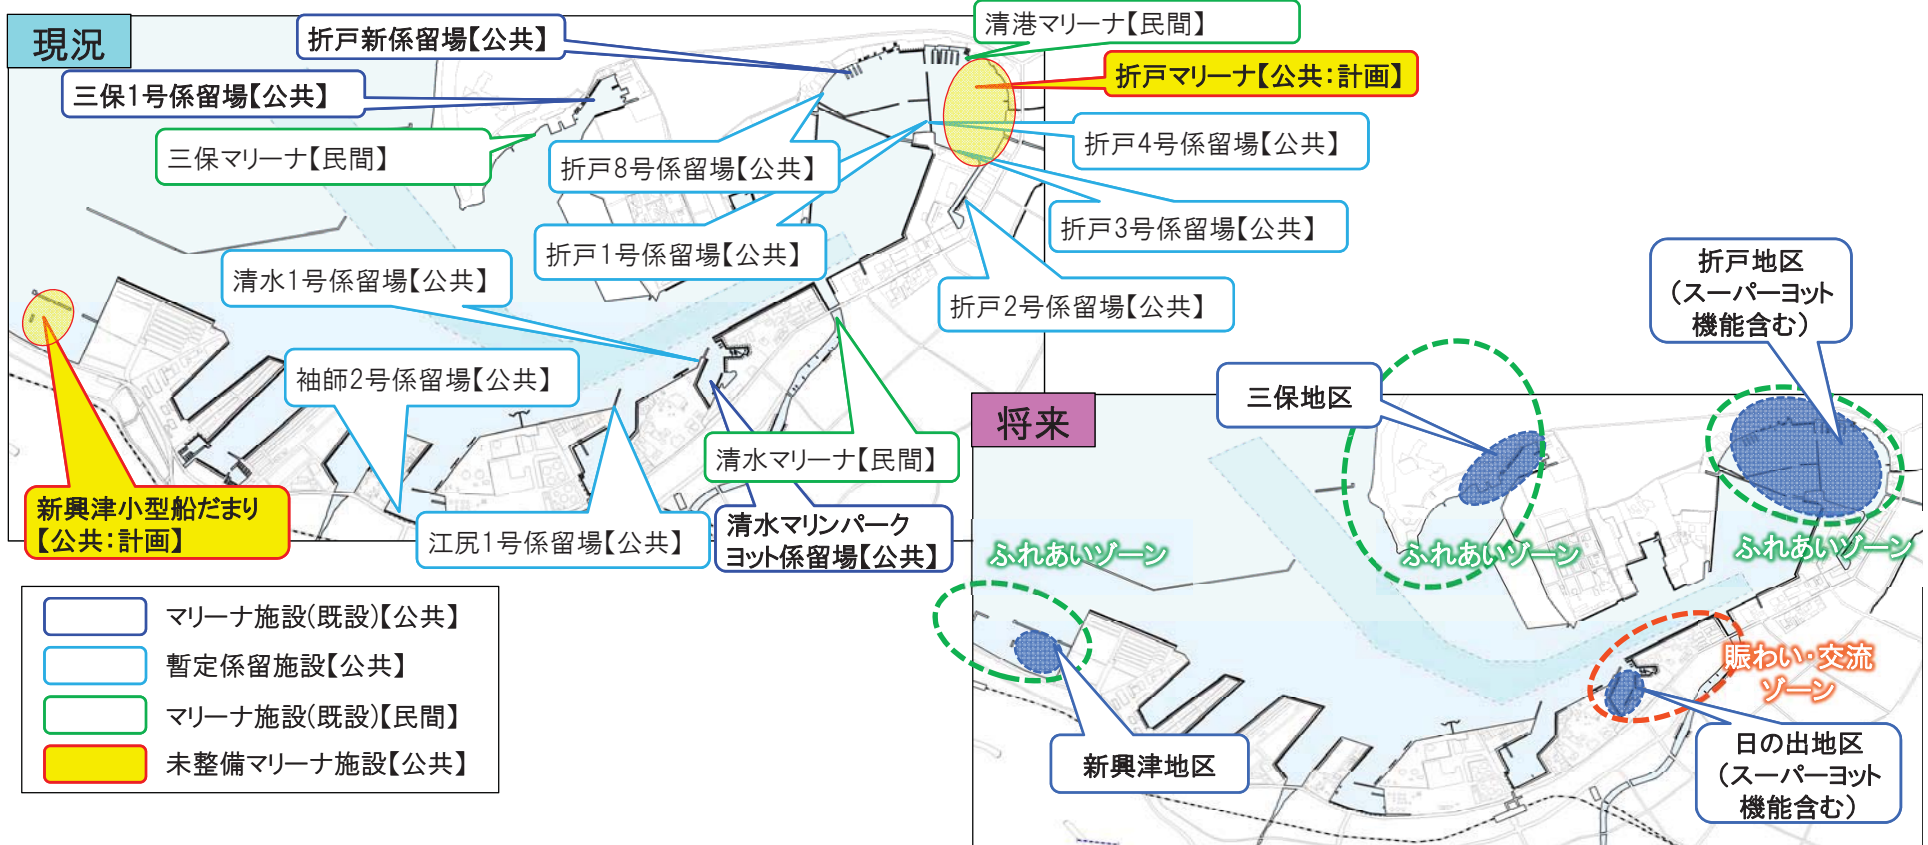 現況
折戸新係留場【公共】
清港マリーナ【民間】
三保1号係留場【公共】
折戸マリーナ【公共：計画】
三保マリーナ【民間】
折戸8号係留場【公共】
折戸4号係留場【公共】
折戸1号係留場【公共】
折戸3号係留場【公共】
清水1号係留場【公共】
折戸2号係留場【公共】
袖師2号係留場【公共】
清水マリーナ【民間】
新興津小型船だまり
【公共：計画】
江尻1号係留場【公共】
清水マリンパーク
ヨット係留場【公共】
マリーナ施設(既設)【公共】
暫定係留施設【公共】
マリーナ施設(既設)【民間】
未整備マリーナ施設【公共】
将来
折戸地区
（スーパーヨット
機能含む）
三保地区
ふれあいゾーン
ふれあいゾーン
ふれあいゾーン
賑わい・交流
ゾーン
新興津地区
日の出地区
（スーパーヨット
機能含む）